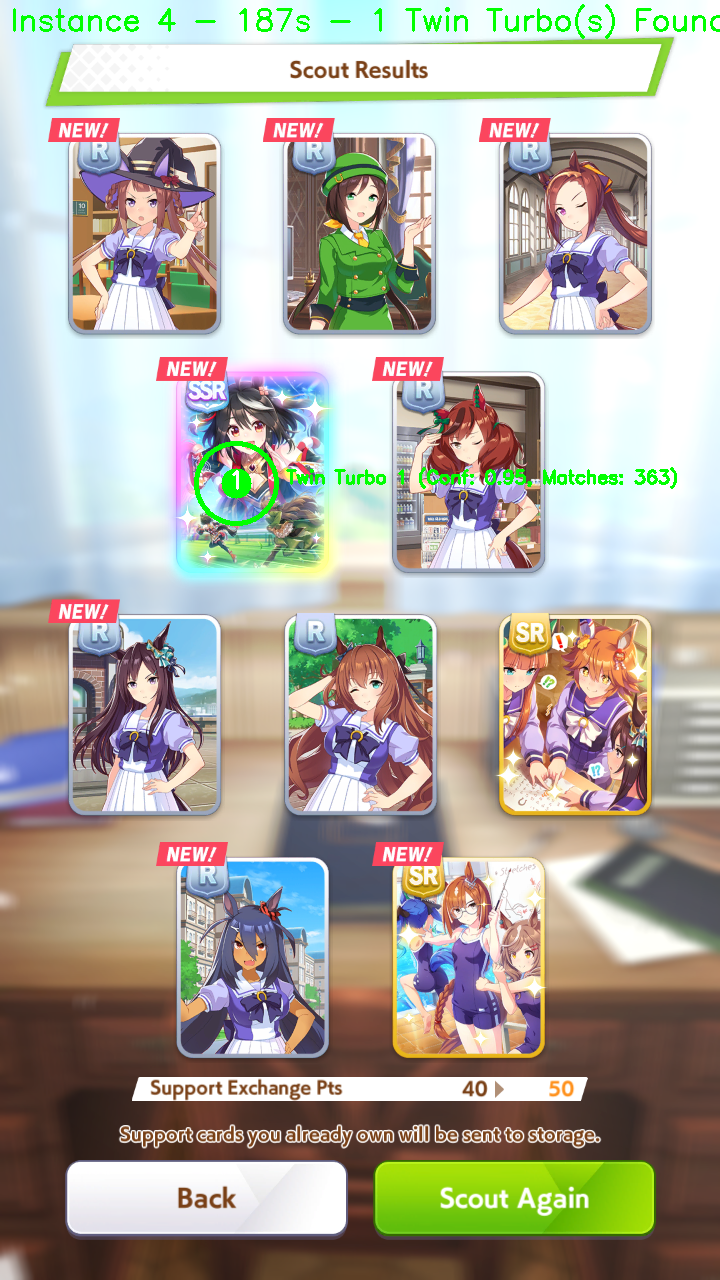 Instance 4 - 187s - 1 Twin Turbo(s) Found
Scout Results
NEW! NEW! NEW!
R R R
NEW! NEW!
SSR R
1 Twin Turbo 1 (Conf: 0.95, Matches: 363)
NEW!
R R SR
!
!?
!?
NEW! NEW!
R SR
Stretches
Support Exchange Pts 40 50
Support cards you already own will be sent to storage.
Back Scout Again